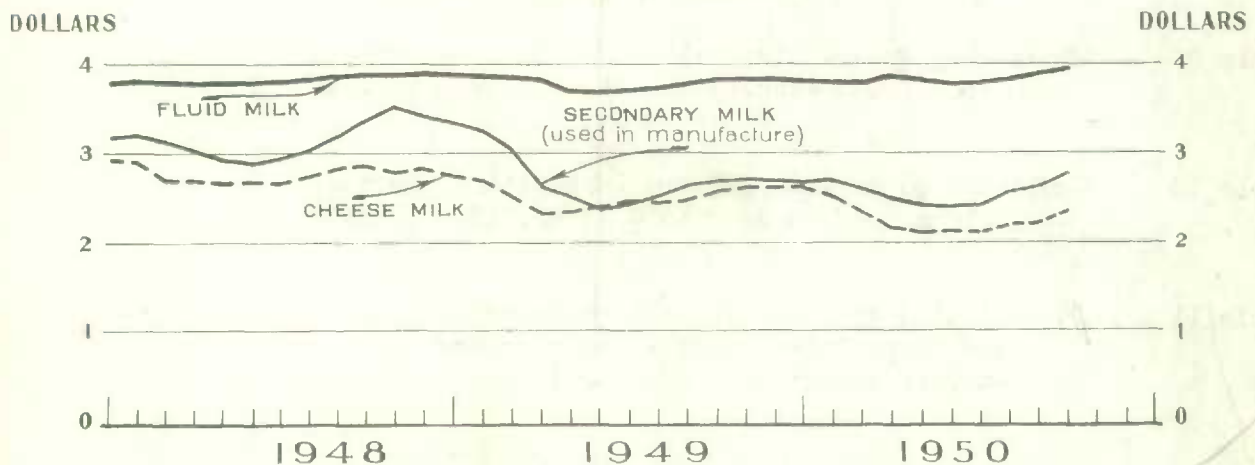 DOLLARS
DOLLARS
4
4
FLUID MILK
SECONDARY MILK
(used in manufacture)
3
3
CHEESE MILK
2
2
1
1
0
0
1948
1949
1950